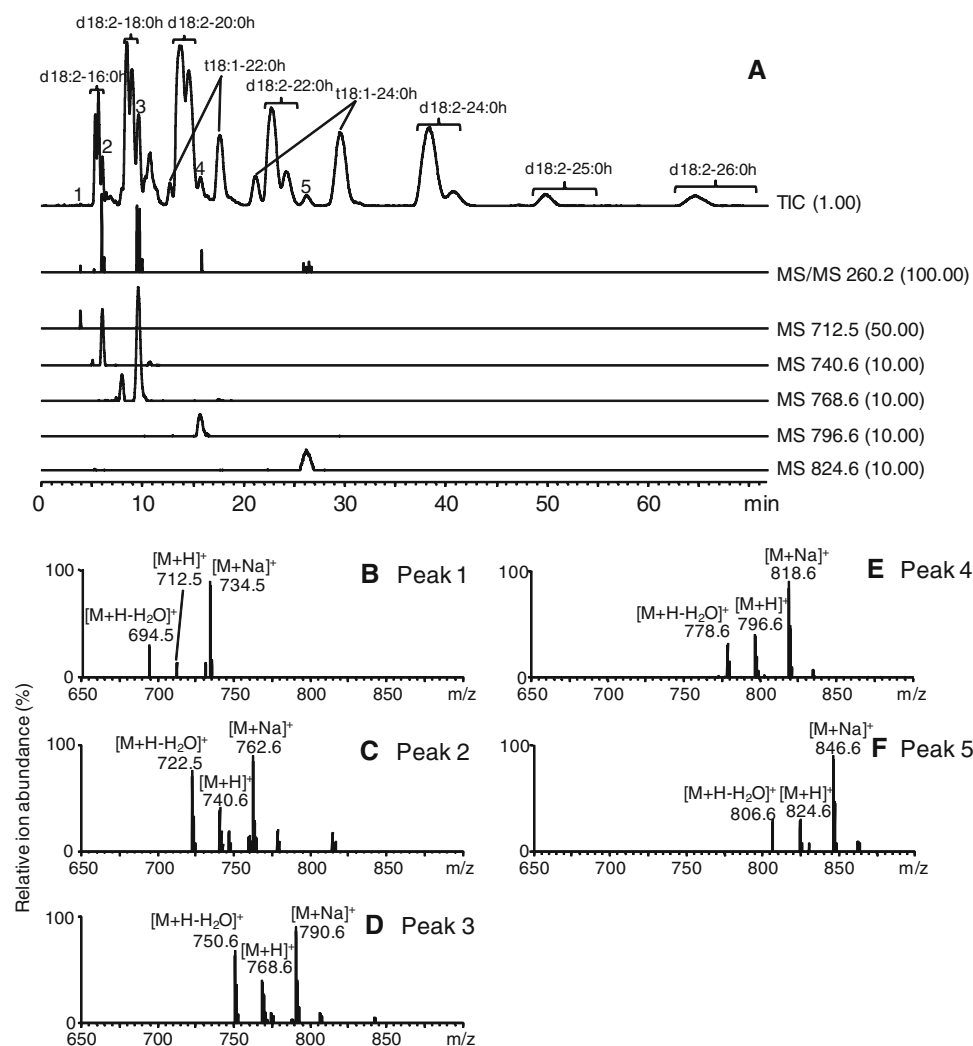 d18:2-18:0h d18:2-20:0h
t18:1-22:0h
A
d18:2-16:0h
d18:2-22:0h t18:1-24:0h
d18:2-24:0h
3
2
d18:2-25:0h d18:2-26:0h
4
1 5
TIC (1.00)
MS/MS 260.2 (100.00)
MS 712.5 (50.00)
MS 740.6 (10.00)
MS 768.6 (10.00)
MS 796.6 (10.00)
MS 824.6 (10.00)
0 10 20 30 40 50 60 min
Relative ion abundance (%)
B Peak 1
[M+H]+
712.5
[M+Na]+
734.5
[M+H-H2O]+
694.5
100
0
650 700 750 800 850 m/z
E Peak 4
[M+Na]+
818.6
[M+H]+
796.6
[M+H-H2O]+
778.6
100
0
650 700 750 800 850 m/z
C Peak 2
[M+Na]+
762.6
[M+H-H2O]+
722.5
[M+H]+
740.6
100
0
650 700 750 800 850 m/z
F Peak 5
[M+Na]+
846.6
[M+H-H2O]+
806.6
[M+H]+
824.6
100
0
650 700 750 800 850 m/z
D Peak 3
[M+Na]+
790.6
[M+H-H2O]+
750.6
[M+H]+
768.6
100
0
650 700 750 800 850 m/z